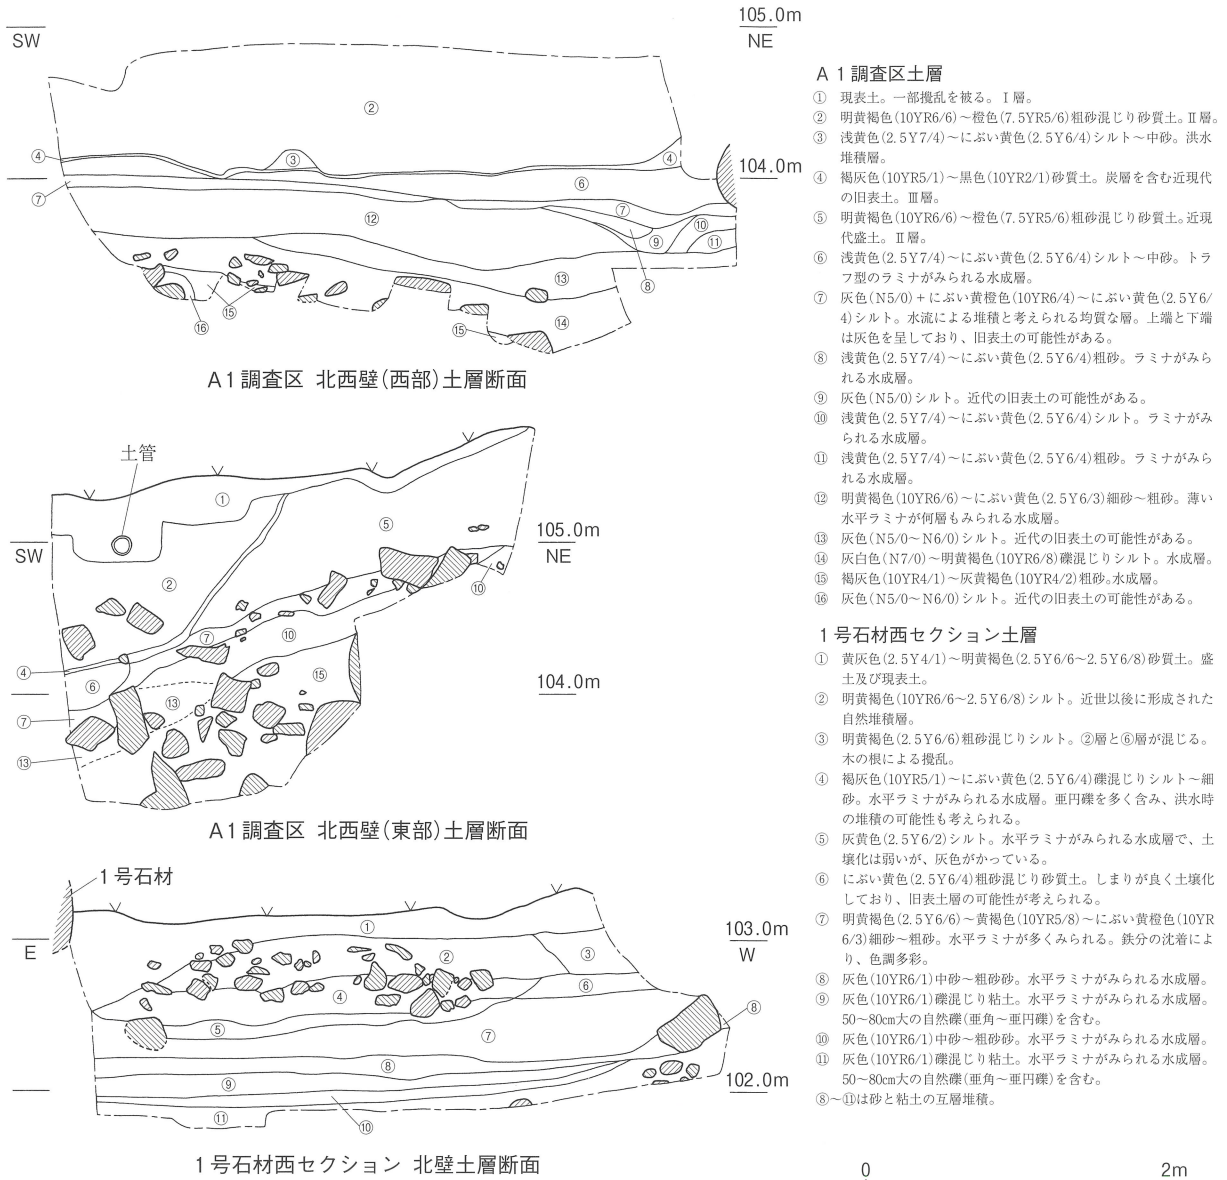 105.0m
SW
NE
②
④
③
④
104.0m
⑥
⑦
⑦
⑩
⑫
⑨
⑪
⑬
⑧
⑮
⑯
⑮
⑭
A1調査区 北西壁(西部)土層断面
土管
①
⑤
105.0m
SW
NE
②
⑩
⑦
⑩
④
⑥
⑮
⑬
104.0m
⑦
⑬
A1調査区 北西壁(東部)土層断面
1号石材
①
103.0m
E
W
②
③
④
⑥
⑤
⑧
⑦
⑧
⑨
102.0m
⑪
⑩
1号石材西セクション 北壁土層断面
A1調査区土層
① 現表土。一部攪乱を被る。Ⅰ層。
② 明黄褐色(10YR6/6)～橙色(7.5YR5/6)粗砂混じり砂質土。Ⅱ層。
③ 浅黄色(2.5Y7/4)～にぶい黄色(2.5Y6/4)シルト～中砂。洪水
堆積層。
④ 褐灰色(10YR5/1)～黒色(10YR2/1)砂質土。炭層を含む近現代
の旧表土。Ⅲ層。
⑤ 明黄褐色(10YR6/6)～橙色(7.5YR5/6)粗砂混じり砂質土。近現
代盛土。Ⅱ層。
⑥ 浅黄色(2.5Y7/4)～にぶい黄色(2.5Y6/4)シルト～中砂。トラ
フ型のラミナがみられる水成層。
⑦ 灰色(N5/0)+にぶい黄橙色(10YR6/4)～にぶい黄色(2.5Y6/
4)シルト。水流による堆積と考えられる均質な層。上端と下端
は灰色を呈しており、旧表土の可能性がある。
⑧ 浅黄色(2.5Y7/4)～にぶい黄色(2.5Y6/4)粗砂。ラミナがみら
れる水成層。
⑨ 灰色(N5/0)シルト。近代の旧表土の可能性がある。
⑩ 浅黄色(2.5Y7/4)～にぶい黄色(2.5Y6/4)シルト。ラミナがみ
られる水成層。
⑪ 浅黄色(2.5Y7/4)～にぶい黄色(2.5Y6/4)粗砂。ラミナがみら
れる水成層。
⑫ 明黄褐色(10YR6/6)～にぶい黄色(2.5Y6/3)細砂～粗砂。薄い
水平ラミナが何層もみられる水成層。
⑬ 灰色(N5/0～N6/0)シルト。近代の旧表土の可能性がある。
⑭ 灰白色(N7/0)～明黄褐色(10YR6/8)礫混じりシルト。水成層。
⑮ 褐灰色(10YR4/1)～灰黄褐色(10YR4/2)粗砂。水成層。
⑯ 灰色(N5/0～N6/0)シルト。近代の旧表土の可能性がある。
1号石材西セクション土層
① 黄灰色(2.5Y4/1)～明黄褐色(2.5Y6/6～2.5Y6/8)砂質土。盛
土及び現表土。
② 明黄褐色(10YR6/6～2.5Y6/8)シルト。近世以後に形成された
自然堆積層。
③ 明黄褐色(2.5Y6/6)粗砂混じりシルト。②層と⑥層が混じる。
木の根による攪乱。
④ 褐灰色(10YR5/1)～にぶい黄色(2.5Y6/4)礫混じりシルト～細
砂。水平ラミナがみられる水成層。亜円礫を多く含み、洪水時
の堆積の可能性も考えられる。
⑤ 灰黄色(2.5Y6/2)シルト。水平ラミナがみられる水成層で、土
壌化は弱いが、灰色がかっている。
⑥ にぶい黄色(2.5Y6/4)粗砂混じり砂質土。しまりが良く土壌化
しており、旧表土層の可能性が考えられる。
⑦ 明黄褐色(2.5Y6/6)～黄褐色(10YR5/8)～にぶい黄橙色(10YR
6/3)細砂～粗砂。水平ラミナが多くみられる。鉄分の沈着によ
り、色調多彩。
⑧ 灰色(10YR6/1)中砂～粗砂砂。水平ラミナがみられる水成層。
⑨ 灰色(10YR6/1)礫混じり粘土。水平ラミナがみられる水成層。
50～80cm大の自然礫(亜角～亜円礫)を含む。
⑩ 灰色(10YR6/1)中砂～粗砂砂。水平ラミナがみられる水成層。
⑪ 灰色(10YR6/1)礫混じり粘土。水平ラミナがみられる水成層。
50～80cm大の自然礫(亜角～亜円礫)を含む。
⑧～⑪は砂と粘土の互層堆積。
0 2m